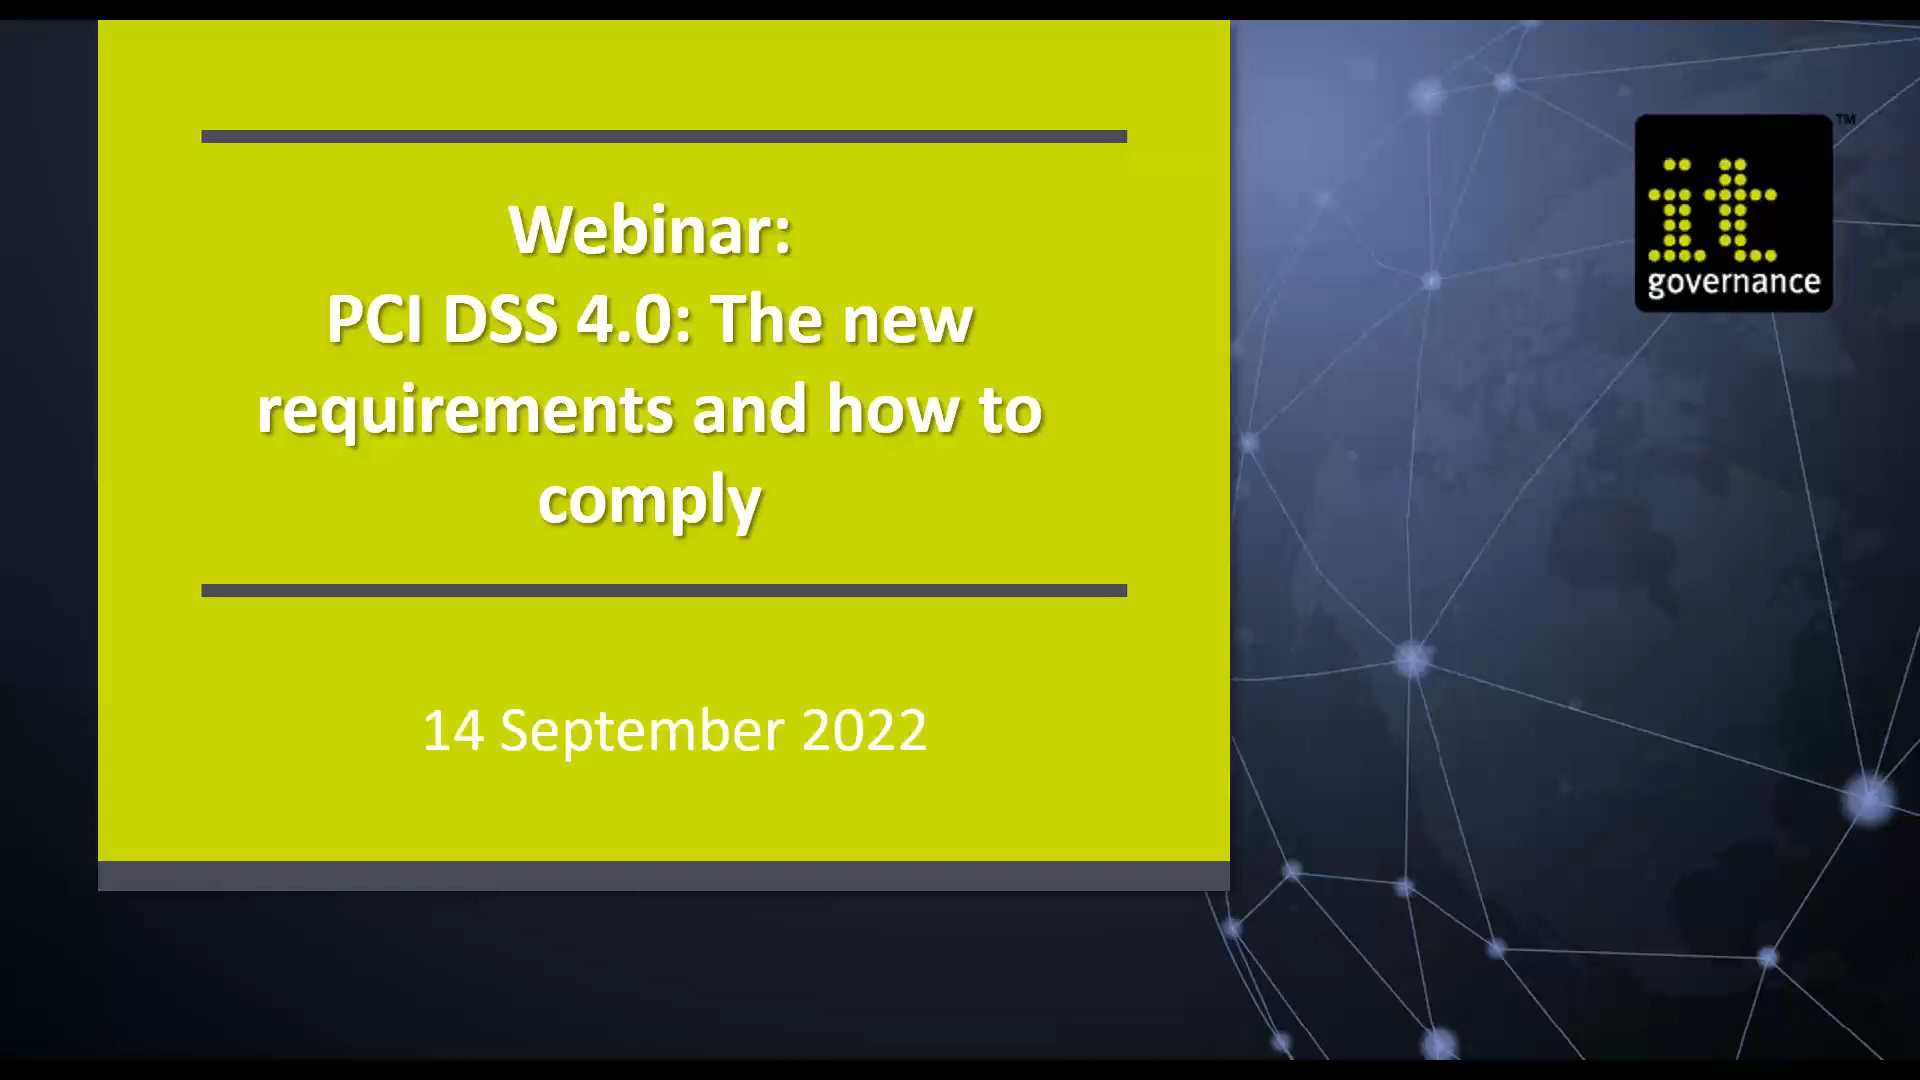 Webinar:
PCI DSS 4.0: The new
requirements and how to
comply
14 September 2022
it
governance
TM